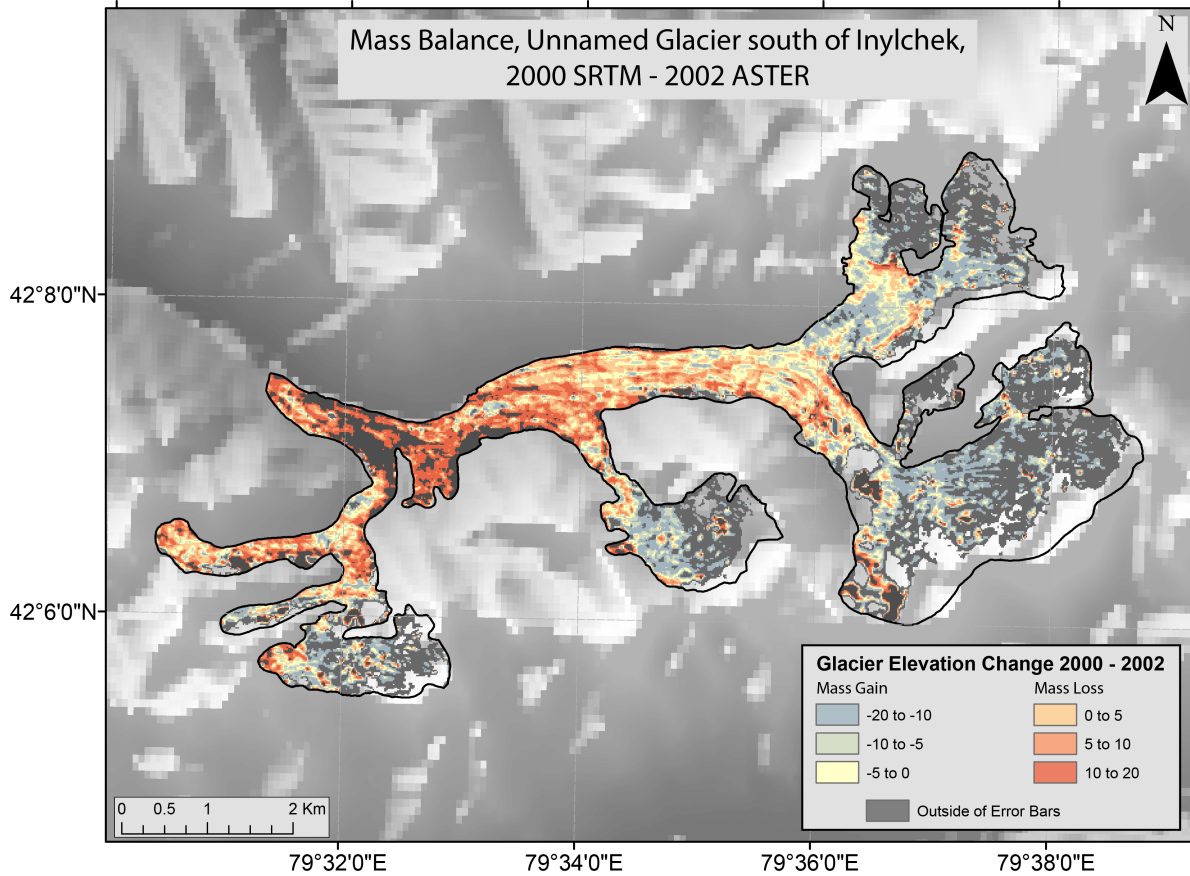 Mass Balance, Unnamed Glacier south of Inylchek,
2000 SRTM - 2002 ASTER
N
42°8'0"N
42°6'0"N
Glacier Elevation Change 2000 - 2002
Mass Gain Mass Loss
-20 to -10 0 to 5
-10 to -5 5 to 10
-5 to 0 10 to 20
Outside of Error Bars
0 0.5 1 2 Km
79°32'0"E 79°34'0"E 79°36'0"E 79°38'0"E